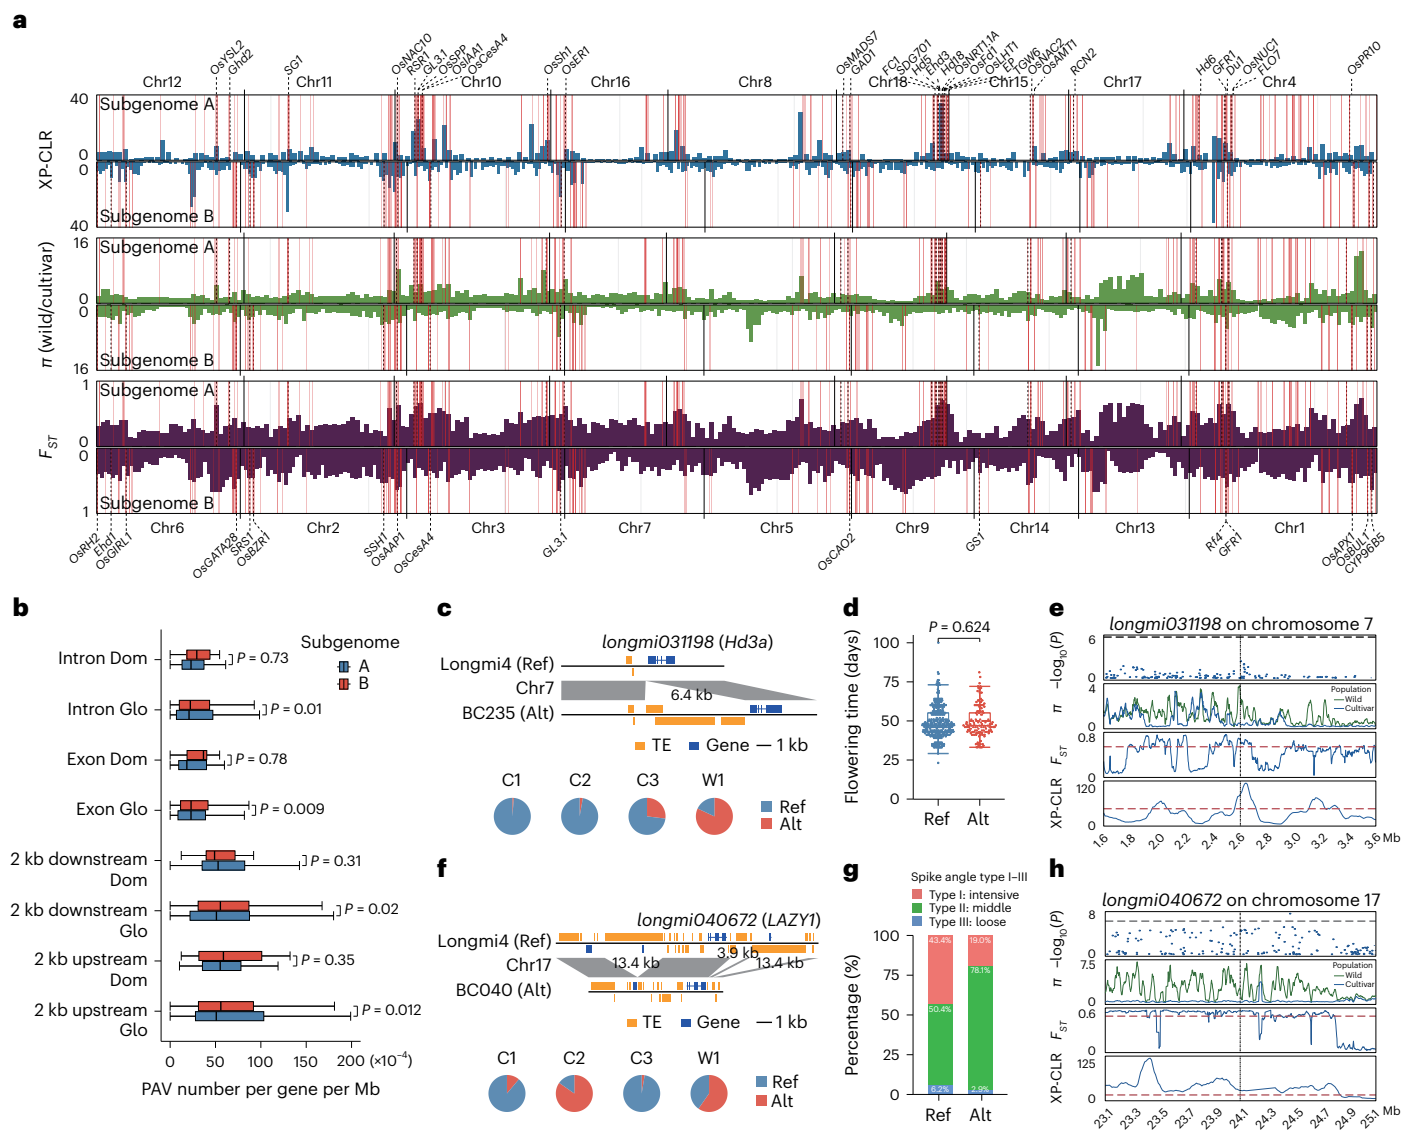 a
OsYSL2
Ghd2
SG1
OsNAC10
RSR1
GL3.1
OsSPP
OsIAA1
OsCesA4
OsSh1
OsER1
OsMADS7
GAD1
FC1
SDG701
Hd5
Ehd3
Hd18
OsNRT1.1A
OsFd1
OsLHT1
EP
TGW6
OsNAC2
OsAMT1
RCN2
Hd6
GFR1
Du1
OsNUC1
FLO7
OsPR10
Chr12
Chr11
Chr10
Chr16
Chr8
Chr18
Chr15
Chr17
Chr4
XP-CLR
40
0
0
40
Subgenome A
Subgenome B
π (wild/cultivar)
16
0
0
16
Subgenome A
Subgenome B
F_ST
1
0
0
1
Subgenome A
Subgenome B
Chr6
Chr2
Chr3
Chr7
Chr5
Chr9
Chr14
Chr13
Chr1
OsRH2
Ehd1
OsGIRL1
OsGATA28
SRS1
OsBZR1
SSH1
OsAAP1
OsCesA4
GL3.1
OsCAO2
GS1
Rf4
GFR1
OsAPX1
OsBUL1
CYP96B5
b
Subgenome
A
B
Intron Dom
P = 0.73
Intron Glo
P = 0.01
Exon Dom
P = 0.78
Exon Glo
P = 0.009
2 kb downstream
Dom
P = 0.31
2 kb downstream
Glo
P = 0.02
2 kb upstream
Dom
P = 0.35
2 kb upstream
Glo
P = 0.012
0 50 100 150 200 (×10⁻⁴)
PAV number per gene per Mb
c
longmi031198 (Hd3a)
Longmi4 (Ref)
Chr7
6.4 kb
BC235 (Alt)
TE Gene 1 kb
C1 C2 C3 W1
Ref
Alt
d
P = 0.624
Flowering time (days)
100
75
50
25
0
Ref Alt
e
longmi031198 on chromosome 7
−log₁₀(P)
6
0
π
4
0
Population
Wild
Cultivar
F_ST
0.8
0
XP-CLR
120
0
1.6 1.8 2.0 2.2 2.4 2.6 2.8 3.0 3.2 3.4 3.6 Mb
f
longmi040672 (LAZY1)
Longmi4 (Ref)
Chr17
13.4 kb
3.9 kb
13.4 kb
BC040 (Alt)
TE Gene 1 kb
C1 C2 C3 W1
Ref
Alt
g
Spike angle type I–III
Type I: intensive
Type II: middle
Type III: loose
Percentage (%)
100
75
50
25
0
43.4%
50.4%
6.2%
19.0%
78.1%
2.9%
Ref Alt
h
longmi040672 on chromosome 17
−log₁₀(P)
8
0
π
7.5
0
Population
Wild
Cultivar
F_ST
0.6
0
XP-CLR
125
0
23.1 23.3 23.5 23.7 23.9 24.1 24.3 24.5 24.7 24.9 25.1 Mb